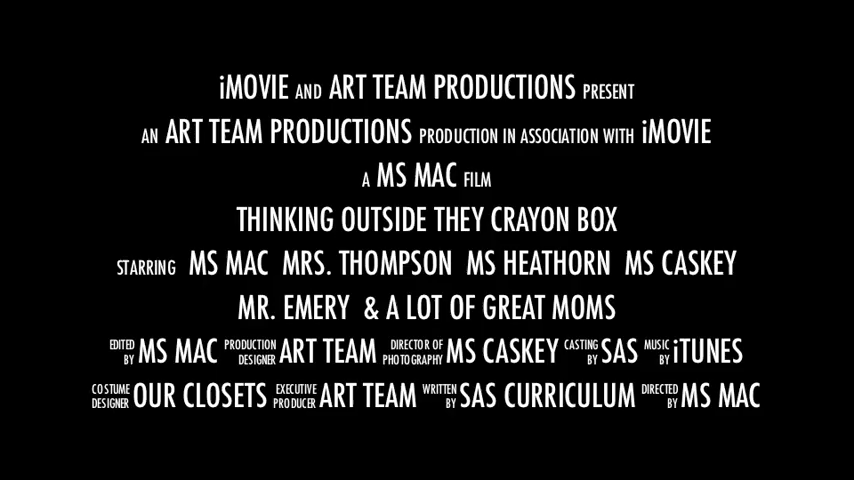 iMOVIE AND ART TEAM PRODUCTIONS PRESENT
AN ART TEAM PRODUCTIONS PRODUCTION IN ASSOCIATION WITH iMOVIE
A MS MAC FILM
THINKING OUTSIDE THEY CRAYON BOX
STARRING MS MAC MRS. THOMPSON MS HEATHORN MS CASKEY
MR. EMERY & A LOT OF GREAT MOMS
EDITED BY MS MAC PRODUCTION DESIGNER ART TEAM DIRECTOR OF PHOTOGRAPHY MS CASKEY CASTING BY SAS MUSIC BY iTUNES
COSTUME DESIGNER OUR CLOSETS EXECUTIVE PRODUCER ART TEAM WRITTEN BY SAS CURRICULUM DIRECTED BY MS MAC